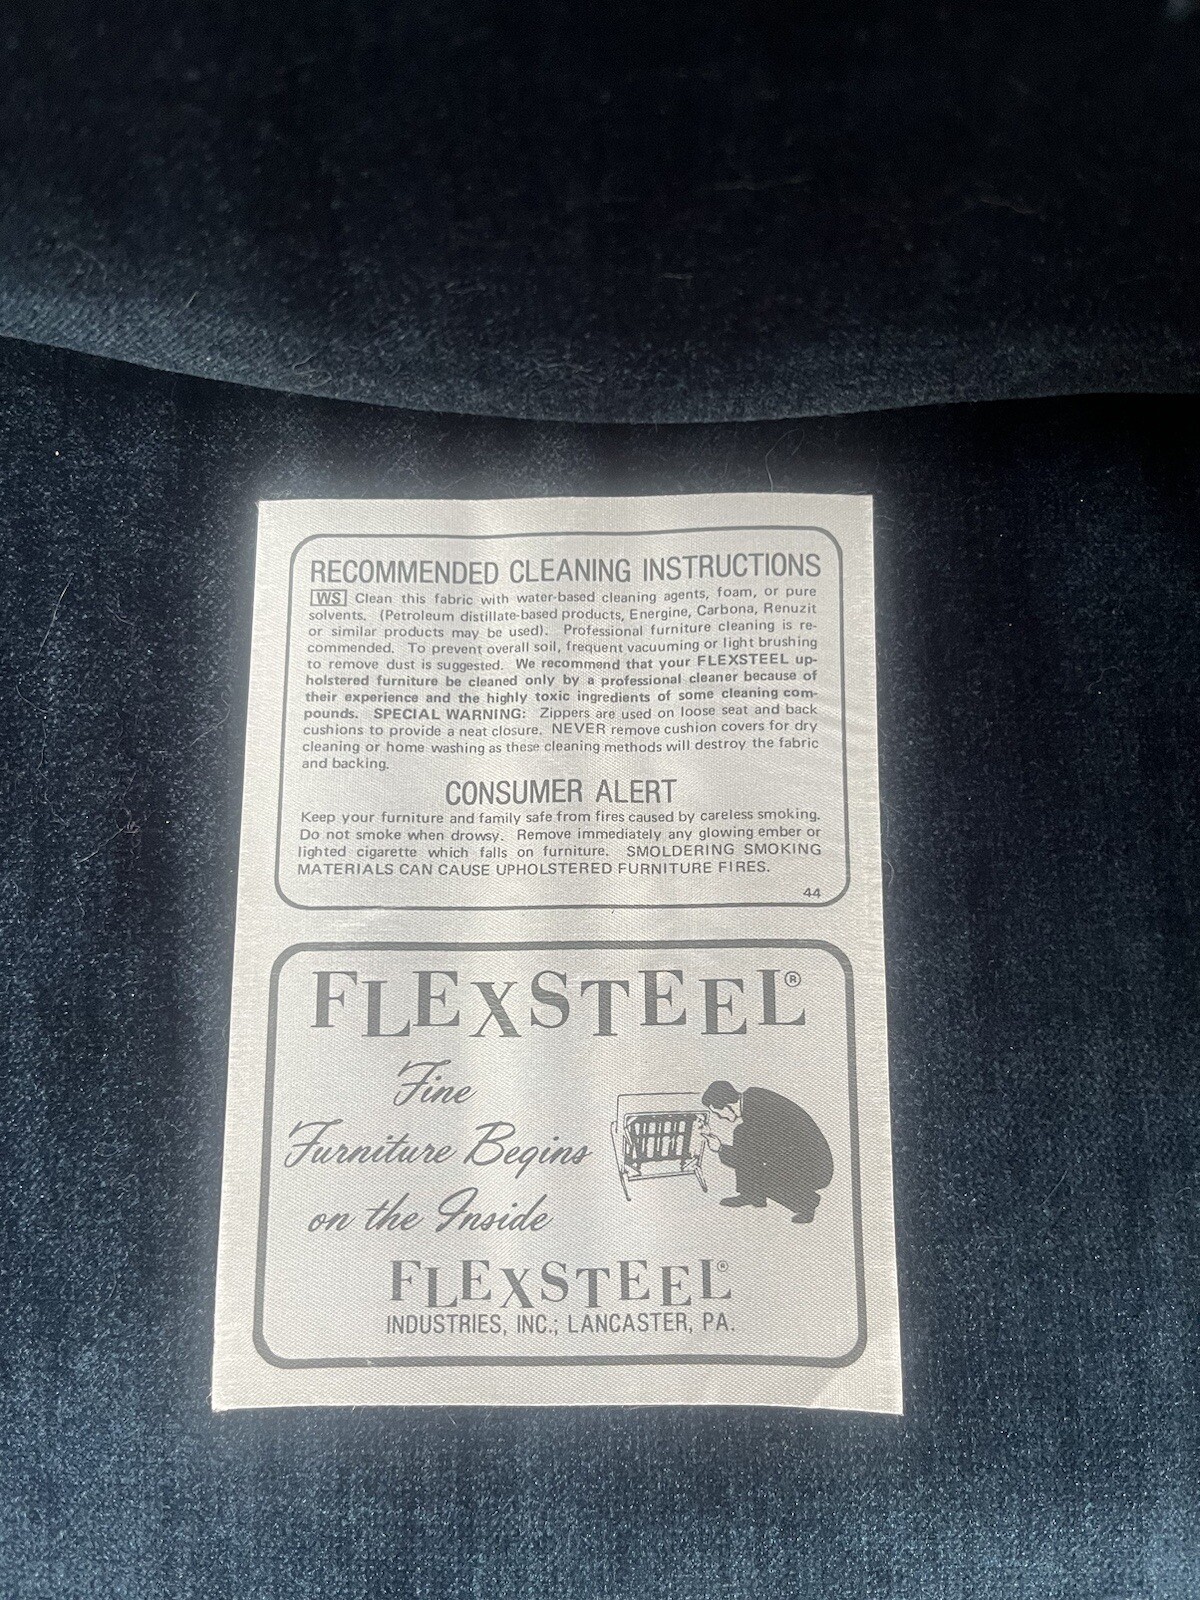 RECOMMENDED CLEANING INSTRUCTIONS
WS Clean this fabric with water-based cleaning agents, foam, or pure
solvents. (Petroleum distillate-based products, Energine, Carbona, Renuzit
or similar products may be used). Professional furniture cleaning is re-
commended. To prevent overall soil, frequent vacuuming or light brushing
to remove dust is suggested. We recommend that your FLEXSTEEL up-
holstered furniture be cleaned only by a professional cleaner because of
their experience and the highly toxic ingredients of some cleaning com-
pounds. SPECIAL WARNING: Zippers are used on loose seat and back
cushions to provide a neat closure. NEVER remove cushion covers for dry
cleaning or home washing as these cleaning methods will destroy the fabric
and backing.
CONSUMER ALERT
Keep your furniture and family safe from fires caused by careless smoking.
Do not smoke when drowsy. Remove immediately any glowing ember or
lighted cigarette which falls on furniture. SMOLDERING SMOKING
MATERIALS CAN CAUSE UPHOLSTERED FURNITURE FIRES.
44
FLEXSTEEL®
Fine
Furniture Begins
on the Inside
FLEXSTEEL®
INDUSTRIES, INC.; LANCASTER, PA.